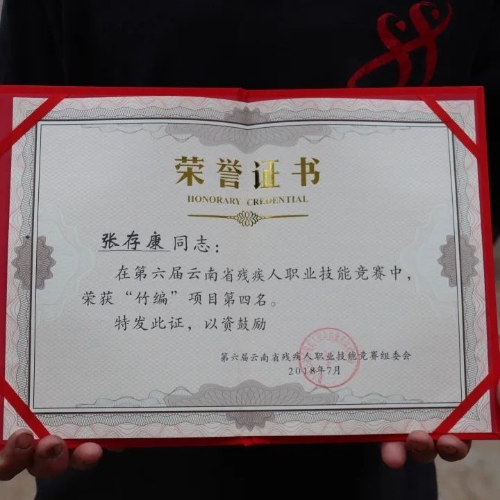 荣誉证书
HONORARY CREDENTIAL
张存康同志：
在第六届云南省残疾人职业技能竞赛中，
荣获“竹编”项目第四名。
特发此证，以资鼓励
第六届云南省残疾人职业技能竞赛组委会
2018年7月